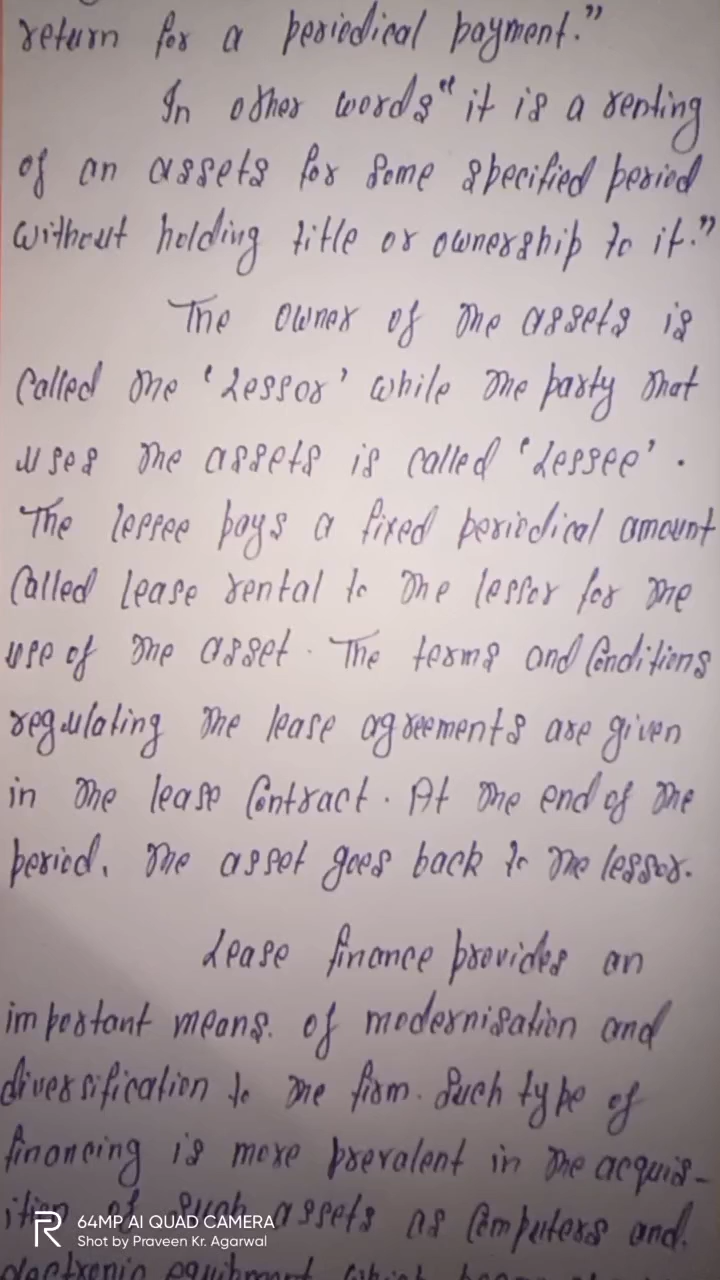 return for a periodical payment."
In other words "it is a renting
of an assets for some specified period
without holding title or ownership to it."
The owner of the assets is
called the 'Lessor' while the party that
uses the assets is called 'Lessee'.
The lessee pays a fixed periodical amount
called lease rental to the lessor for the
use of the asset. The terms and Conditions
regulating the lease agreements are given
in the lease Contract. At the end of the
period, the asset goes back to the lessor.
Lease finance provides an
important means. of modernisation and
diversification to the firm. Such type of
financing is more prevalent in the acquis-
ition of such assets as Computers and
electronic equipment which
64MP AI QUAD CAMERA
Shot by Praveen Kr. Agarwal